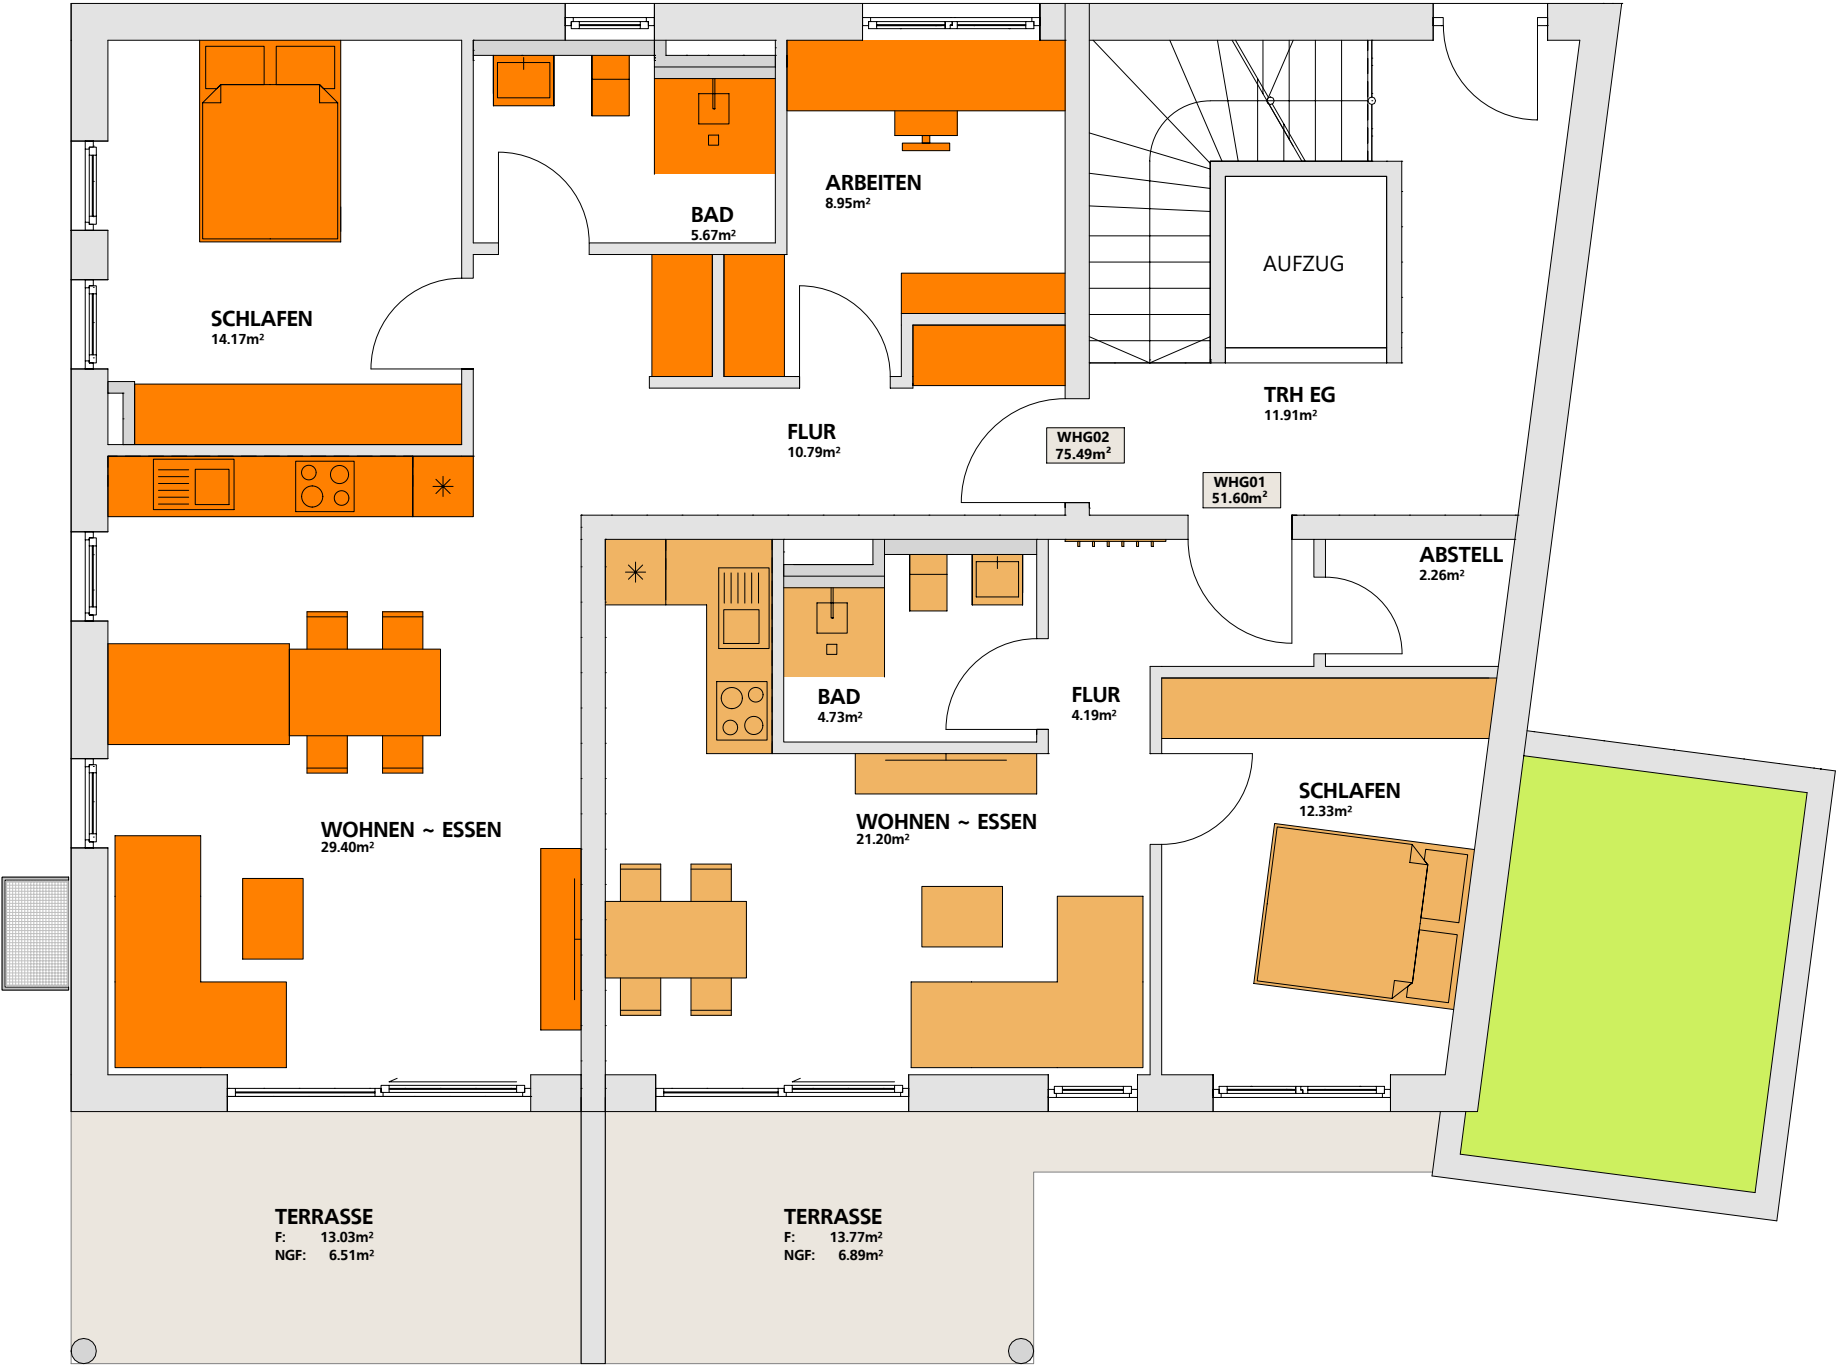 SCHLAFEN
14.17m²
BAD
5.67m²
ARBEITEN
8.95m²
AUFZUG
TRH EG
11.91m²
FLUR
10.79m²
WHG02
75.49m²
WHG01
51.60m²
ABSTELL
2.26m²
BAD
4.73m²
FLUR
4.19m²
SCHLAFEN
12.33m²
WOHNEN ~ ESSEN
29.40m²
WOHNEN ~ ESSEN
21.20m²
TERRASSE
F: 13.03m²
NGF: 6.51m²
TERRASSE
F: 13.77m²
NGF: 6.89m²